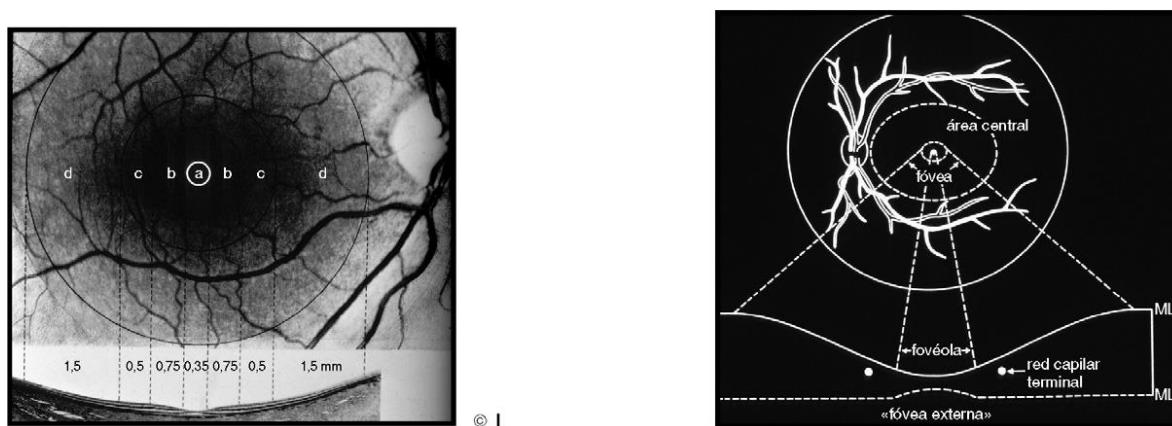 d c b a b c d
1,5 0,5 0,75 0,35 0,75 0,5 1,5 mm
©
área central
fóvea
ML
fovéola
red capilar
terminal
ML
«fóvea externa»